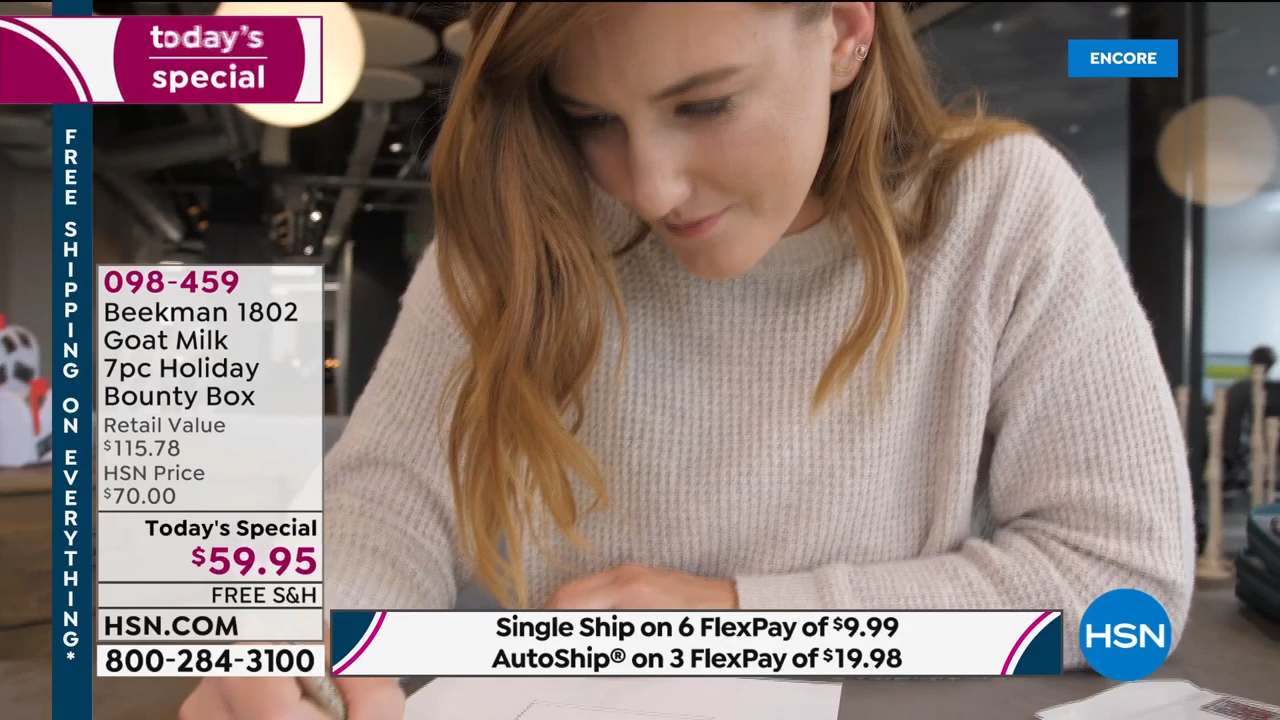 today's
special
ENCORE
FREE SHIPPING ON EVERYTHING*
098-459
Beekman 1802
Goat Milk
7pc Holiday
Bounty Box
Retail Value
$115.78
HSN Price
$70.00
Today's Special
$59.95
FREE S&H
HSN.COM
800-284-3100
Single Ship on 6 FlexPay of $9.99
AutoShip® on 3 FlexPay of $19.98
HSN